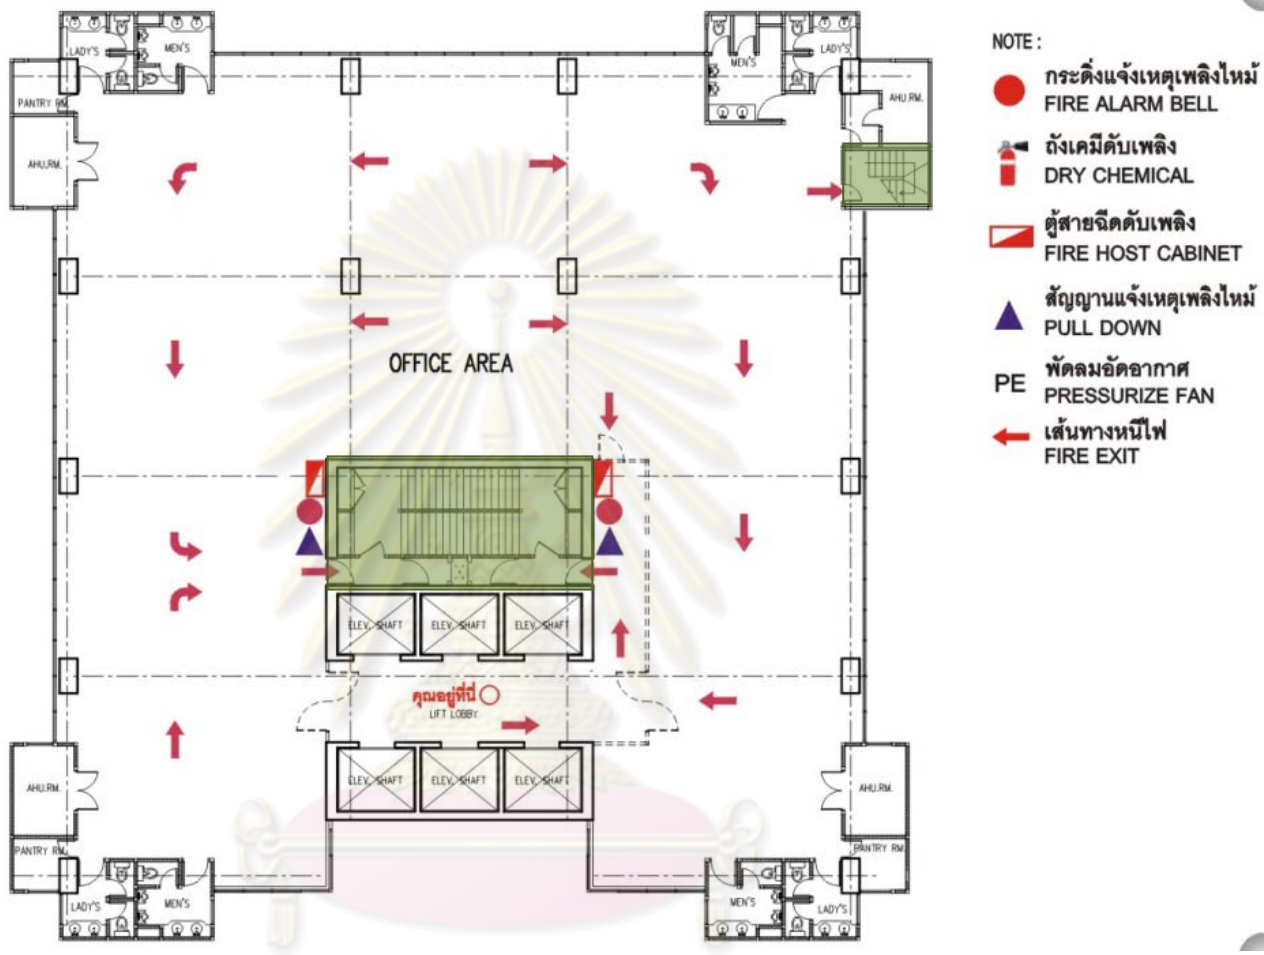 LADY'S
MEN'S
MEN'S
LADY'S
PANTRY RM.
AHU.RM.
AHU.RM.
OFFICE AREA
ELEV. SHAFT
ELEV. SHAFT
ELEV. SHAFT
คุณอยู่ที่นี่
LIFT LOBBY
ELEV. SHAFT
ELEV. SHAFT
ELEV. SHAFT
AHU.RM.
AHU.RM.
PANTRY RM.
PANTRY RM.
LADY'S
MEN'S
MEN'S
LADY'S
NOTE :
กระดิ่งแจ้งเหตุเพลิงไหม้
FIRE ALARM BELL
ถังเคมีดับเพลิง
DRY CHEMICAL
ตู้สายฉีดดับเพลิง
FIRE HOST CABINET
สัญญานแจ้งเหตุเพลิงไหม้
PULL DOWN
PE
พัดลมอัดอากาศ
PRESSURIZE FAN
เส้นทางหนีไฟ
FIRE EXIT